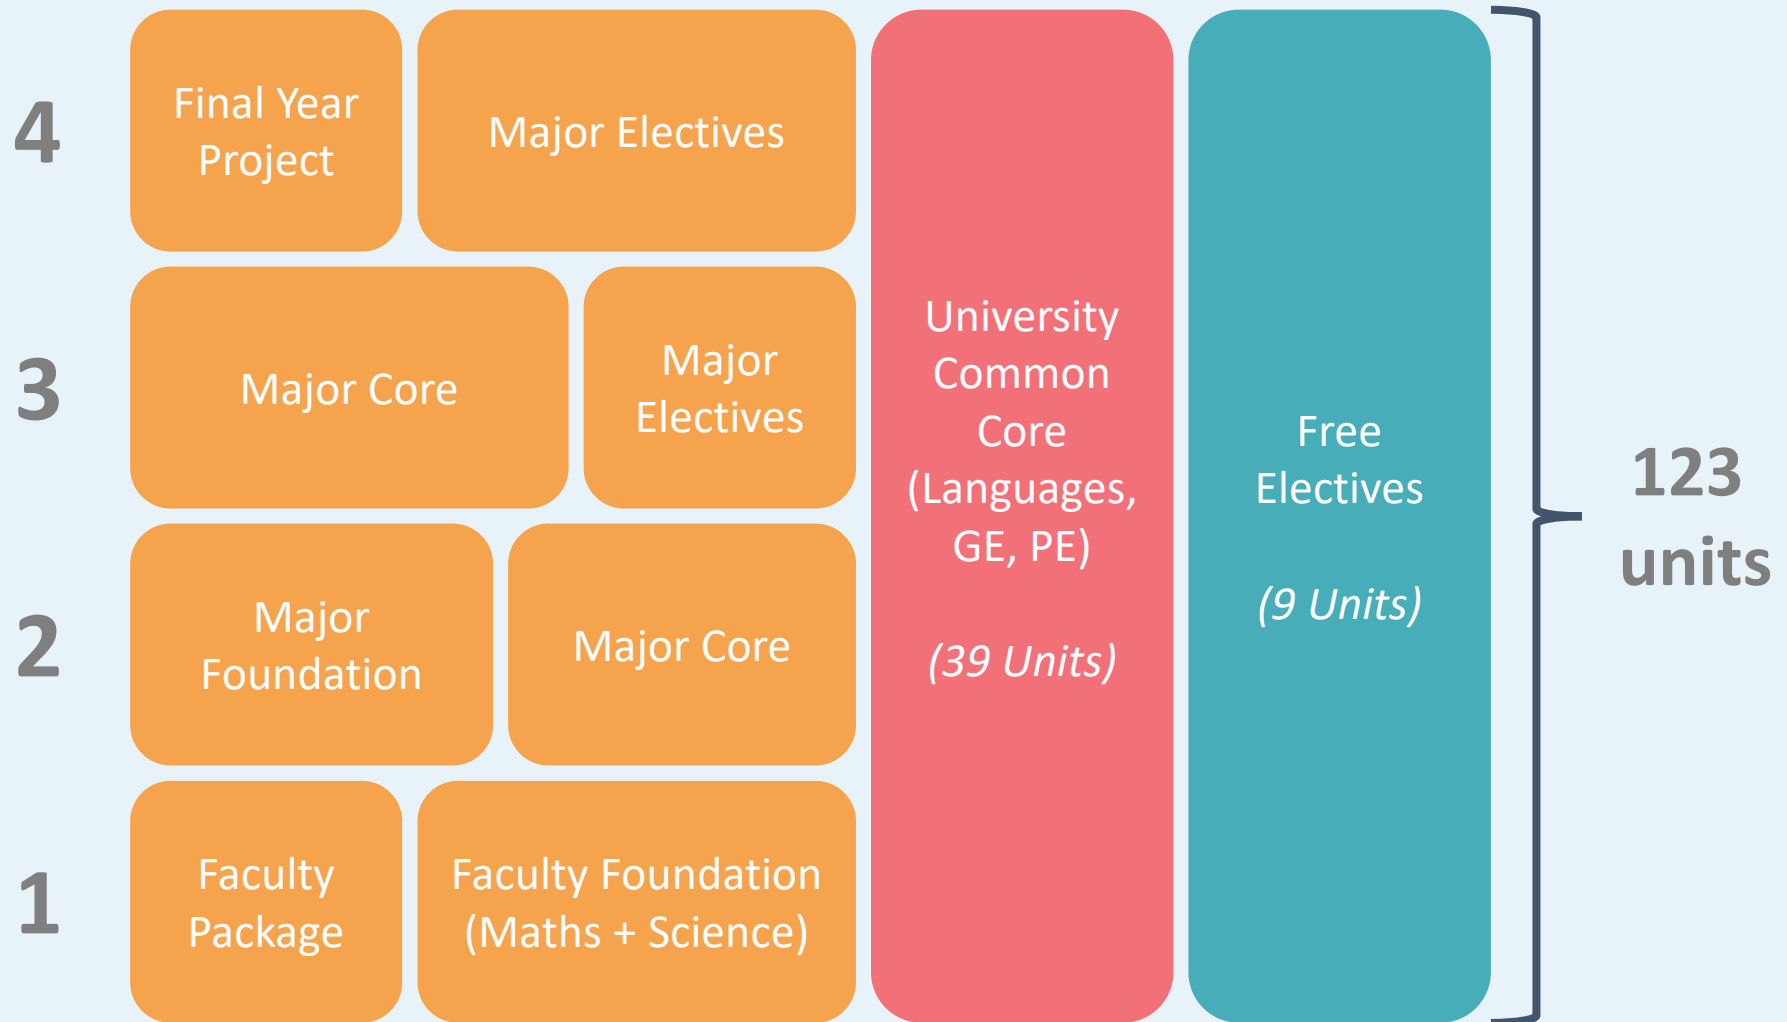 4
Final Year
Project
Major Electives
3
Major Core
Major
Electives
2
Major
Foundation
Major Core
1
Faculty
Package
Faculty Foundation
(Maths + Science)
University
Common
Core
(Languages,
GE, PE)
(39 Units)
Free
Electives
(9 Units)
123
units